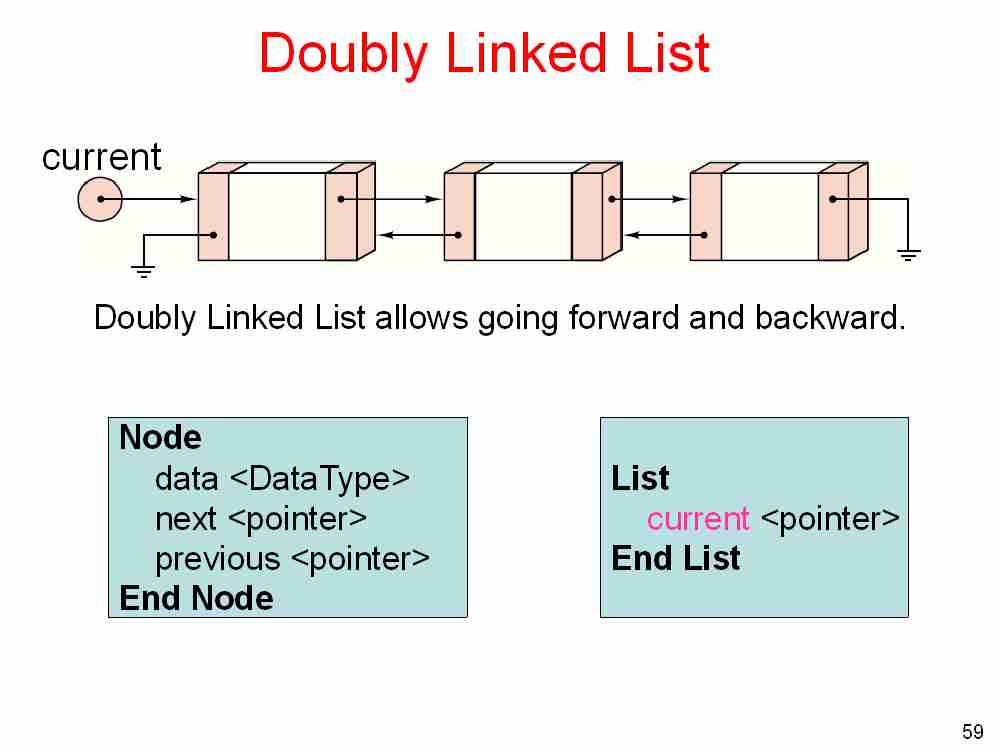 Doubly Linked List
current
Doubly Linked List allows going forward and backward.
Node
data <DataType>
next <pointer>
previous <pointer>
End Node
List
current <pointer>
End List
59